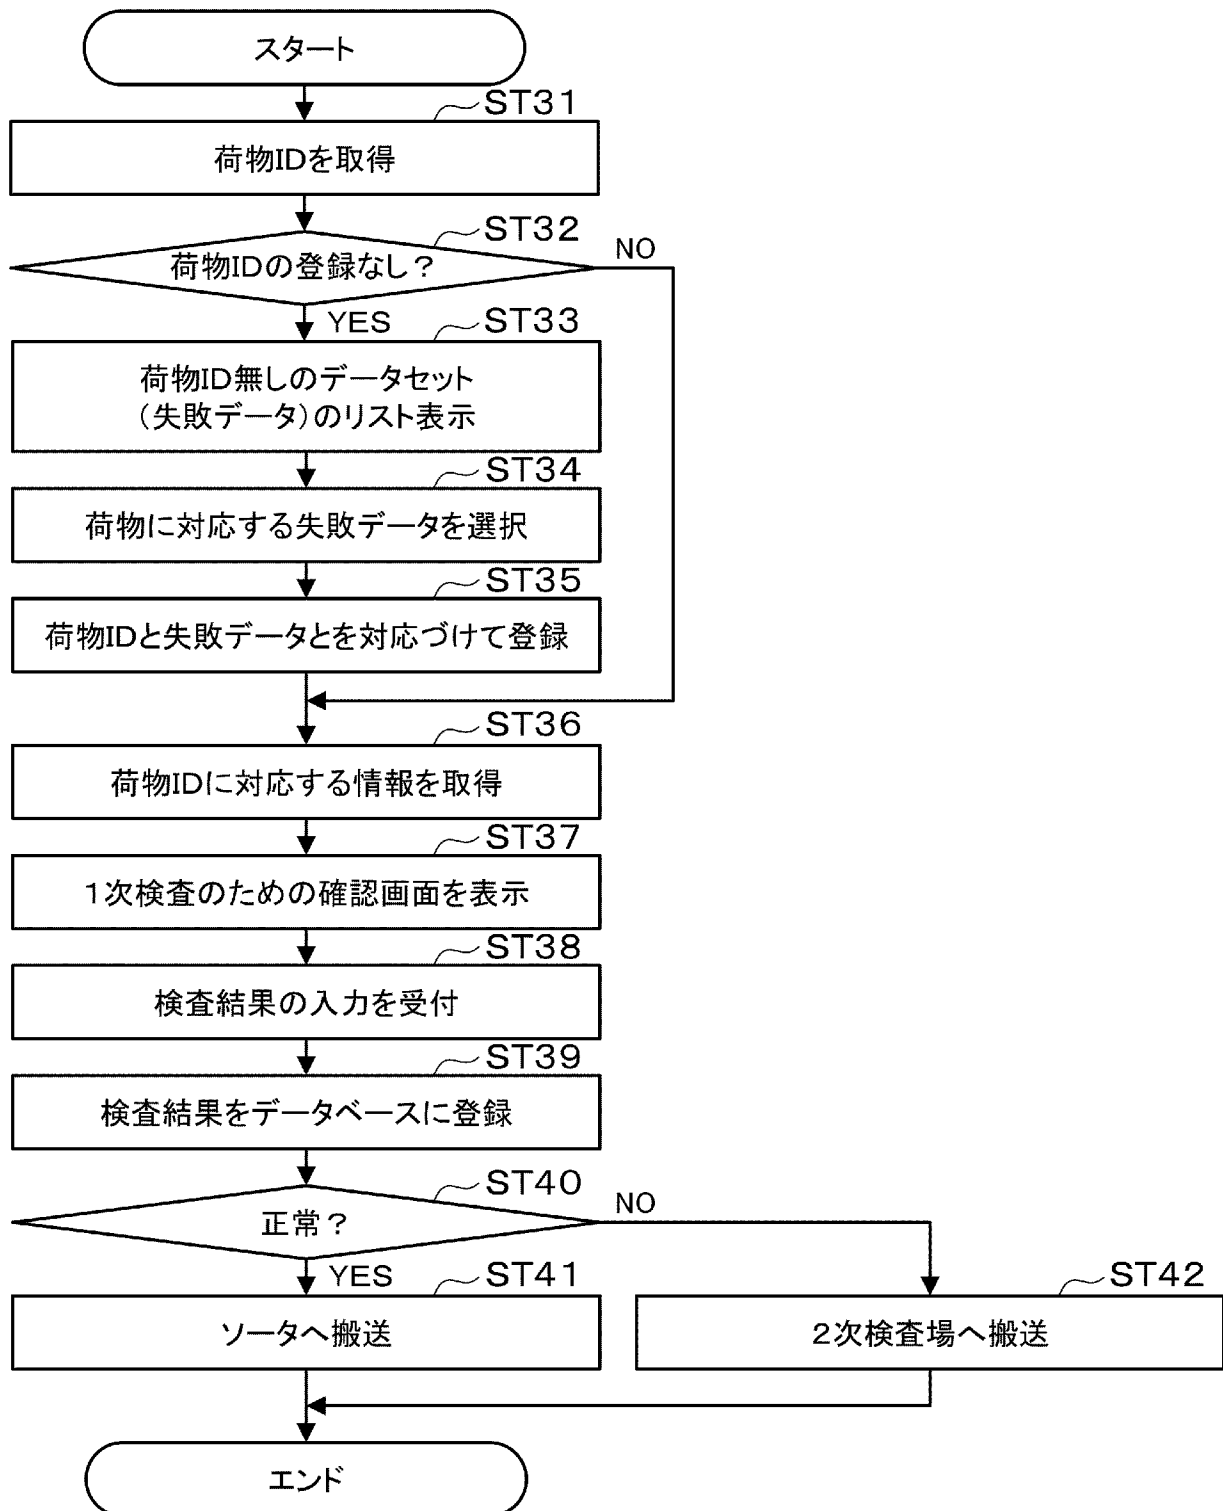 スタート
ST31
荷物IDを取得
ST32
荷物IDの登録なし？
NO
YES
ST33
荷物ID無しのデータセット
（失敗データ）のリスト表示
ST34
荷物に対応する失敗データを選択
ST35
荷物IDと失敗データとを対応づけて登録
ST36
荷物IDに対応する情報を取得
ST37
１次検査のための確認画面を表示
ST38
検査結果の入力を受付
ST39
検査結果をデータベースに登録
ST40
正常？
NO
YES
ST41
ソータへ搬送
ST42
２次検査場へ搬送
エンド